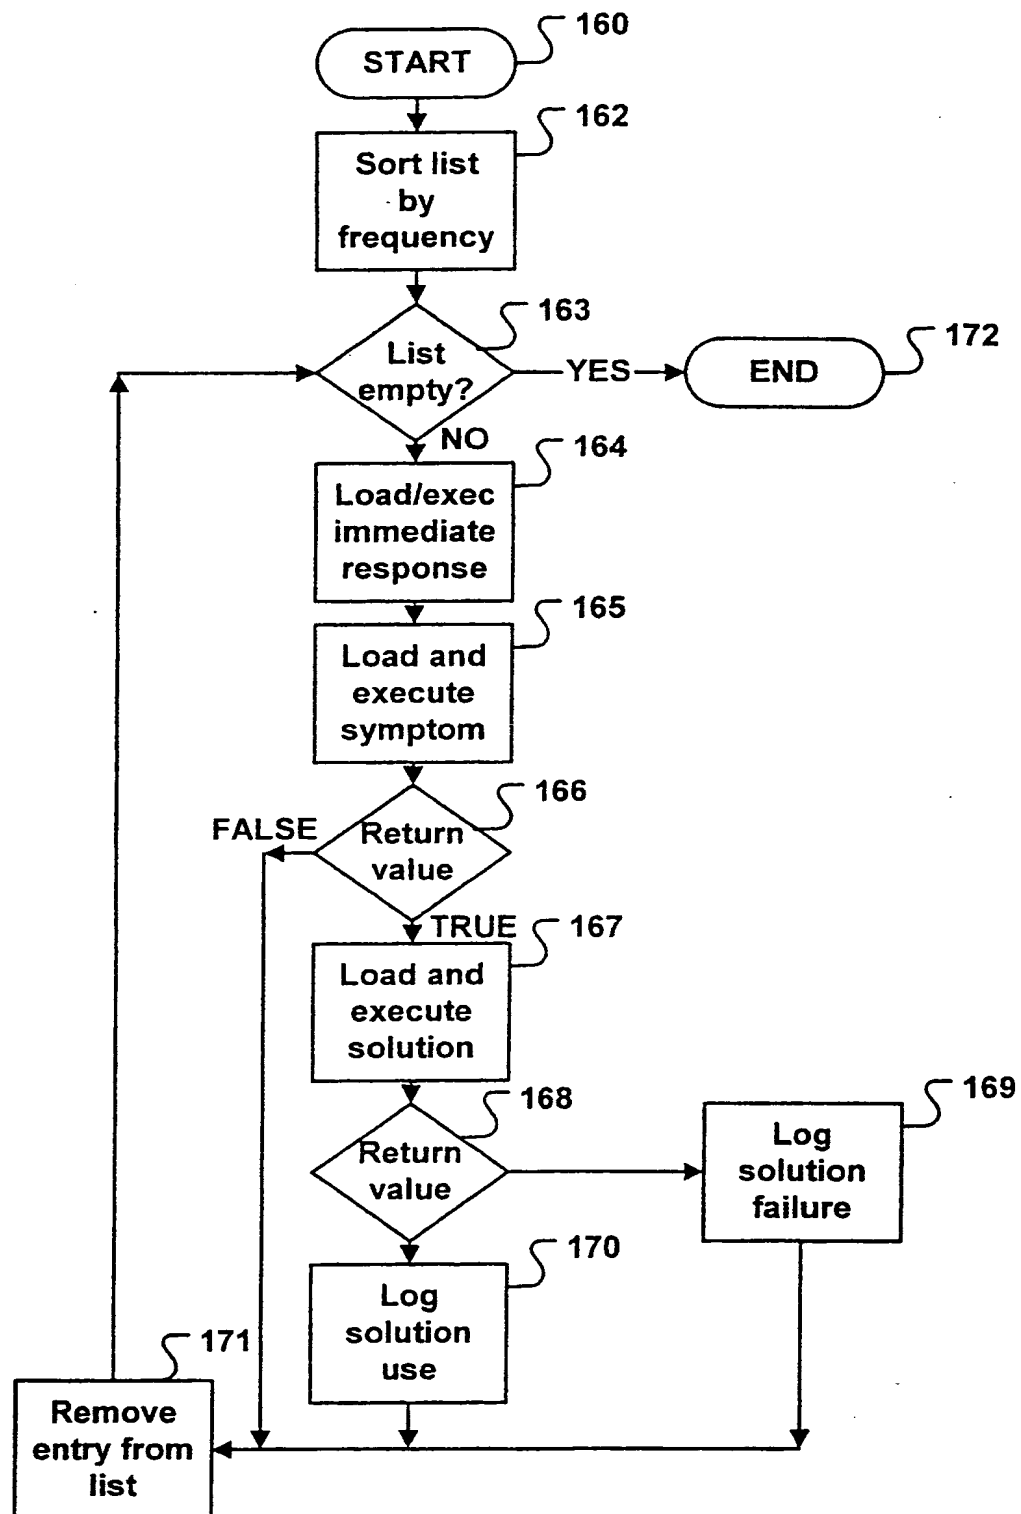 160
START
162
Sort list
by
frequency
163
List
empty?
YES
END
172
NO
164
Load/exec
immediate
response
165
Load and
execute
symptom
166
FALSE
Return
value
TRUE
167
Load and
execute
solution
168
Return
value
169
Log
solution
failure
170
Log
solution
use
171
Remove
entry from
list